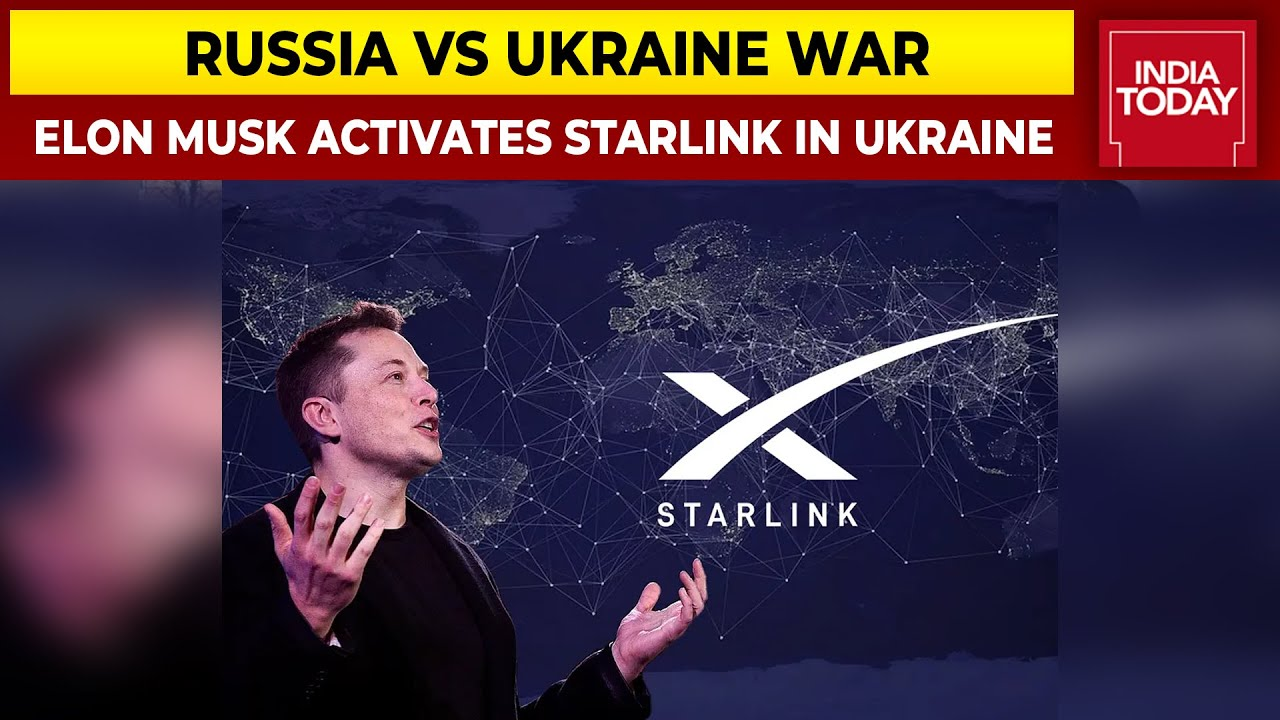 RUSSIA VS UKRAINE WAR
ELON MUSK ACTIVATES STARLINK IN UKRAINE
INDIA
TODAY
STARLINK